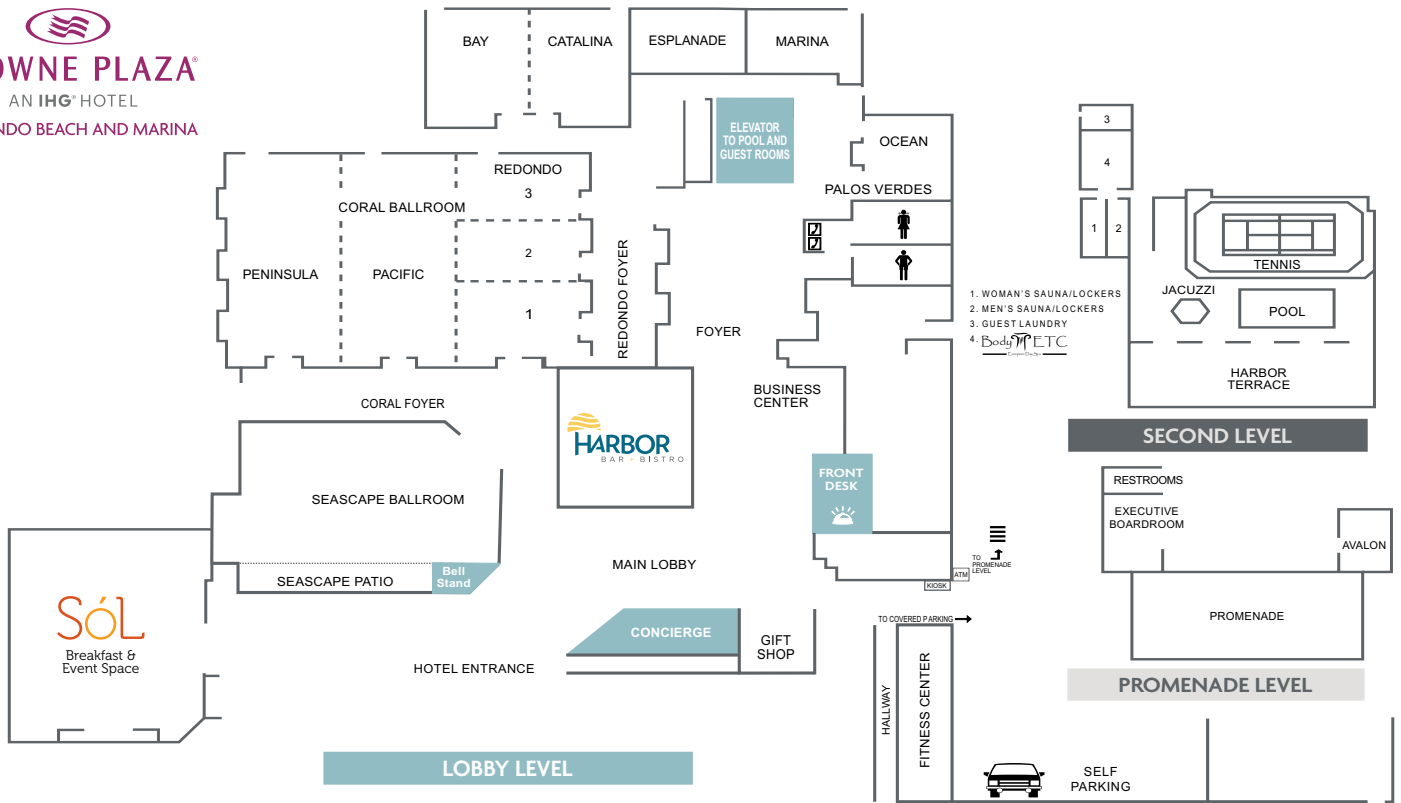 OWNE PLAZA®
AN IHG® HOTEL
NDO BEACH AND MARINA
BAY
CATALINA
ESPLANADE
MARINA
ELEVATOR
TO POOL AND
GUEST ROOMS
OCEAN
PALOS VERDES
REDONDO
3
CORAL BALLROOM
2
PENINSULA
PACIFIC
1
REDONDO FOYER
FOYER
BUSINESS
CENTER
CORAL FOYER
HARBOR
BAR · BISTRO
FRONT
DESK
SEASCAPE BALLROOM
SEASCAPE PATIO
Bell
Stand
MAIN LOBBY
TO
PROMENADE
LEVEL
ATM
KIOSK
SóL
Breakfast &
Event Space
CONCIERGE
GIFT
SHOP
HOTEL ENTRANCE
TO COVERED PARKING
HALLWAY
FITNESS CENTER
SELF
PARKING
LOBBY LEVEL
3
4
1
2
TENNIS
JACUZZI
POOL
HARBOR
TERRACE
1. WOMAN'S SAUNA/LOCKERS
2. MEN'S SAUNA/LOCKERS
3. GUEST LAUNDRY
4. Body ETC
SECOND LEVEL
RESTROOMS
EXECUTIVE
BOARDROOM
AVALON
PROMENADE
PROMENADE LEVEL